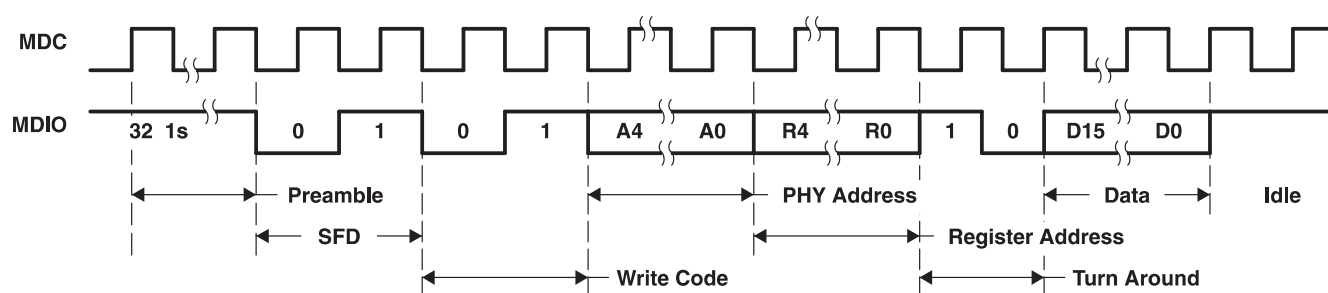 MDC
MDIO
32 1s 0 1 0 1 A4 A0 R4 R0 1 0 D15 D0
Preamble PHY Address Data Idle
SFD Register Address
Write Code Turn Around